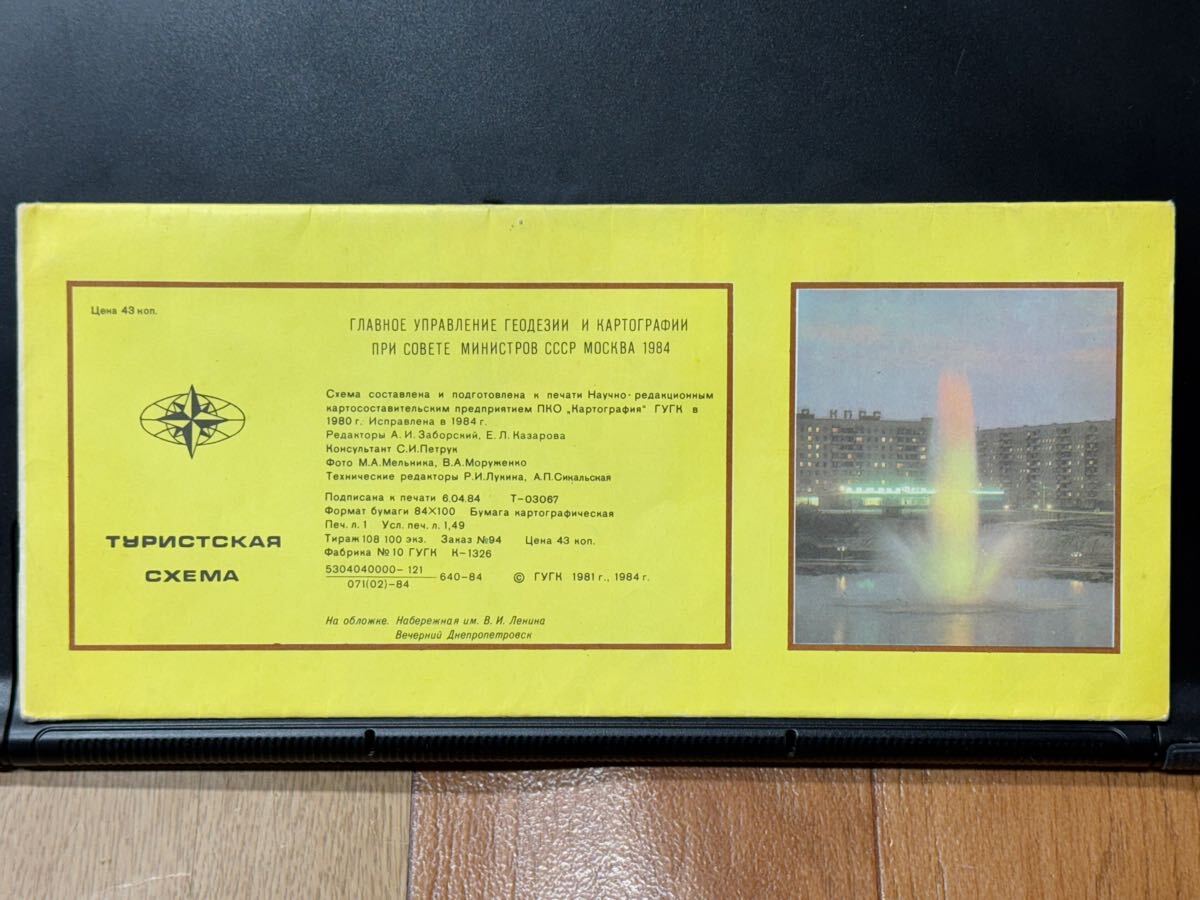 Цена 43 коп.
ТУРИСТСКАЯ
СХЕМА
ГЛАВНОЕ УПРАВЛЕНИЕ ГЕОДЕЗИИ И КАРТОГРАФИИ
ПРИ СОВЕТЕ МИНИСТРОВ СССР МОСКВА 1984
Схема составлена и подготовлена к печати Научно-редакционным
картосоставительским предприятием ПКО „Картография" ГУГК в
1980 г. Исправлена в 1984 г.
Редакторы А. И. Заборский, Е. Л. Казарова
Консультант С.И.Петрук
Фото М.А.Мельника, В.А.Моруженко
Технические редакторы Р.И.Лукина, А.П.Сикальская
Подписана к печати 6.04.84 Т-03067
Формат бумаги 84×100 Бумага картографическая
Печ. л. 1 Усл. печ. л. 1,49
Тираж 108 100 экз. Заказ №94 Цена 43 коп.
Фабрика №10 ГУГК К-1326
5304040000-121
071(02)-84
640-84 © ГУГК 1981 г., 1984 г.
На обложке. Набережная им. В. И. Ленина
Вечерний Днепропетровск
КПСС